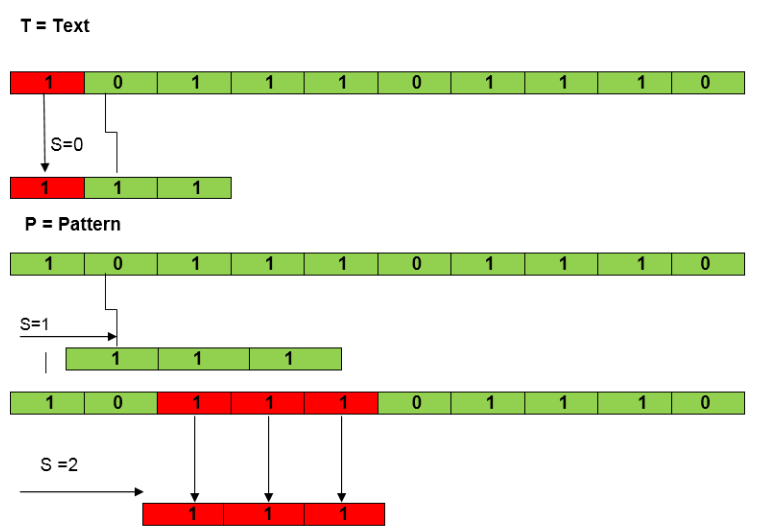 T = Text
1 0 1 1 1 0 1 1 1 0
S=0
1 1 1
P = Pattern
1 0 1 1 1 0 1 1 1 0
S=1
1 1 1
1 0 1 1 1 0 1 1 1 0
S =2
1 1 1